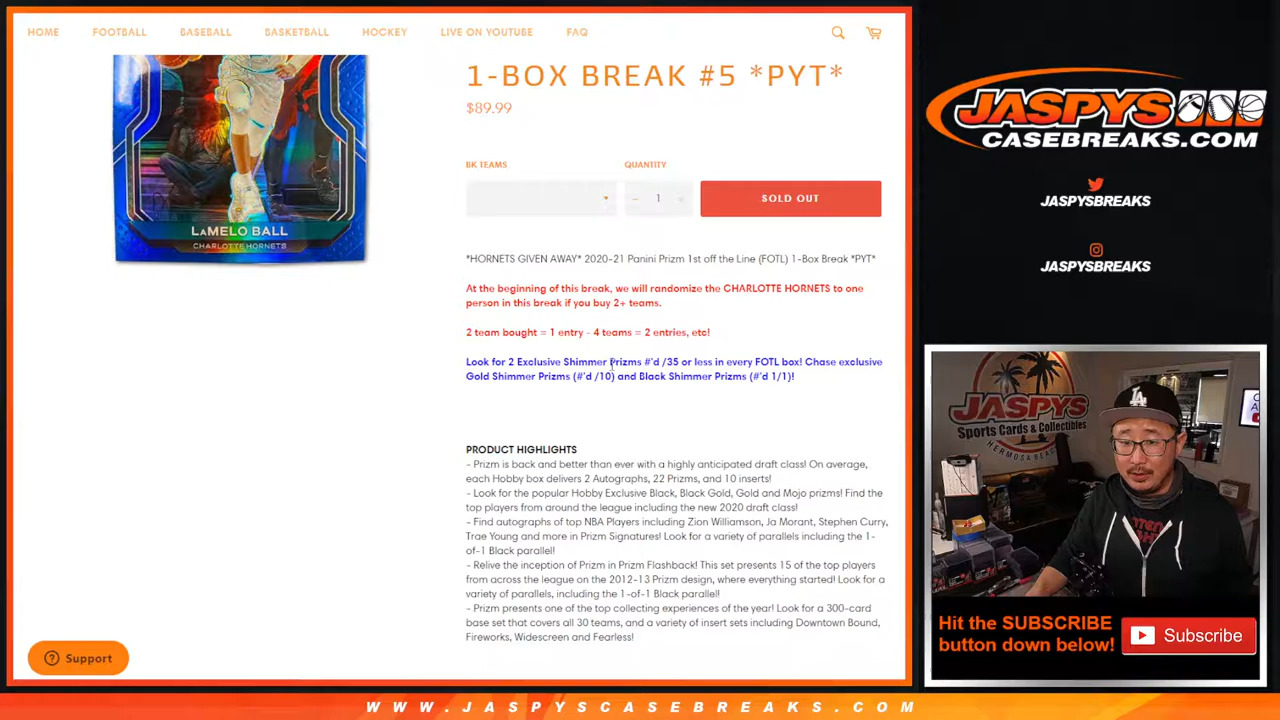 HOME FOOTBALL BASEBALL BASKETBALL HOCKEY LIVE ON YOUTUBE FAQ
LAMELO BALL
CHARLOTTE HORNETS
1-BOX BREAK #5 *PYT*
$89.99
BK TEAMS QUANTITY
− 1 + SOLD OUT
*HORNETS GIVEN AWAY* 2020-21 Panini Prizm 1st off the Line (FOTL) 1-Box Break *PYT*
At the beginning of this break, we will randomize the CHARLOTTE HORNETS to one
person in this break if you buy 2+ teams.
2 team bought = 1 entry - 4 teams = 2 entries, etc!
Look for 2 Exclusive Shimmer Prizms #'d /35 or less in every FOTL box! Chase exclusive
Gold Shimmer Prizms (#'d /10) and Black Shimmer Prizms (#'d 1/1)!
PRODUCT HIGHLIGHTS
- Prizm is back and better than ever with a highly anticipated draft class! On average,
each Hobby box delivers 2 Autographs, 22 Prizms, and 10 inserts!
- Look for the popular Hobby Exclusive Black, Black Gold, Gold and Mojo prizms! Find the
top players from around the league including the new 2020 draft class!
- Find autographs of top NBA Players including Zion Williamson, Ja Morant, Stephen Curry,
Trae Young and more in Prizm Signatures! Look for a variety of parallels including the 1-
of-1 Black parallel!
- Relive the inception of Prizm in Prizm Flashback! This set presents 15 of the top players
from across the league on the 2012-13 Prizm design, where everything started! Look for a
variety of parallels, including the 1-of-1 Black parallel!
- Prizm presents one of the top collecting experiences of the year! Look for a 300-card
base set that covers all 30 teams, and a variety of insert sets including Downtown Bound,
Fireworks, Widescreen and Fearless!
Support
JASPYS
CASEBREAKS.COM
JASPYSBREAKS
JASPYSBREAKS
JASPYS
Sports Cards & Collectibles
HERMOSA BEACH
LA
Hit the SUBSCRIBE
button down below!
Subscribe
WWW.JASPYSCASEBREAKS.COM